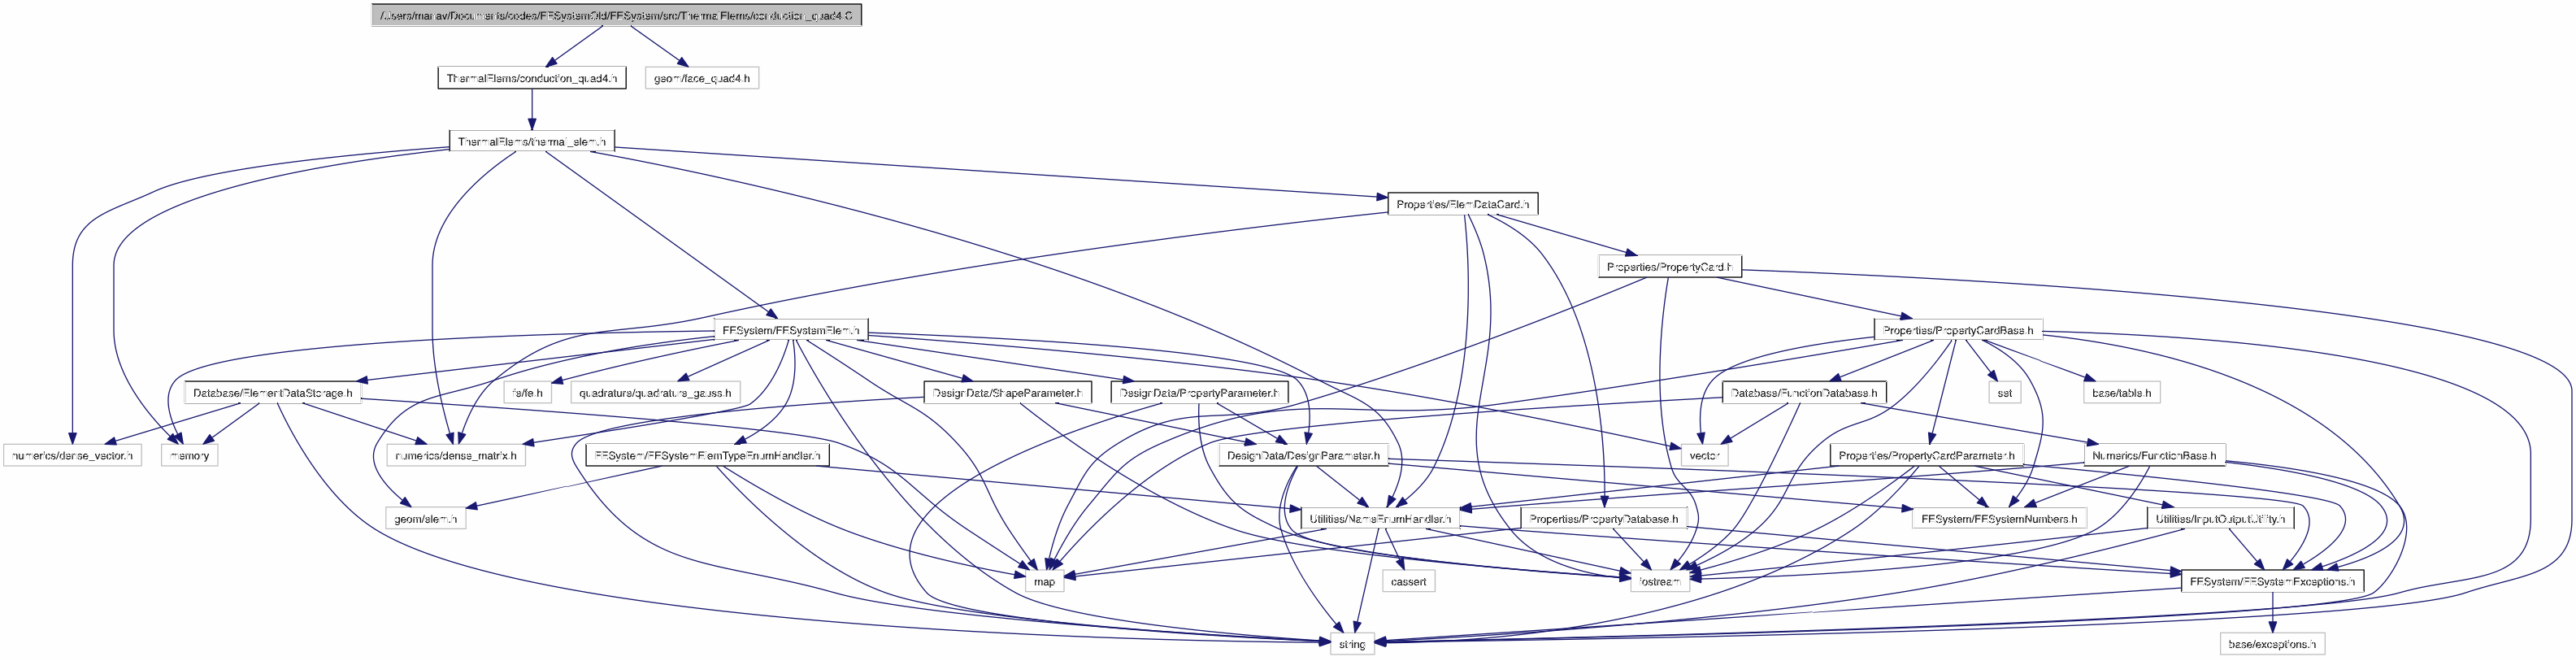 /Users/manav/Documents/codes/FESystemOld/FESystem/src/ThermalElems/conduction_quad4.C
ThermalElems/conduction_quad4.h
geom/face_quad4.h
ThermalElems/thermal_elem.h
Properties/ElemDataCard.h
Properties/PropertyCard.h
FESystem/FESystemElem.h
Properties/PropertyCardBase.h
Database/ElementDataStorage.h
fe/fe.h
quadrature/quadrature_gauss.h
DesignData/ShapeParameter.h
DesignData/PropertyParameter.h
Database/FunctionDatabase.h
set
base/table.h
numerics/dense_vector.h
memory
numerics/dense_matrix.h
FESystem/FESystemElemTypeEnumHandler.h
DesignData/DesignParameter.h
vector
Properties/PropertyCardParameter.h
Numerics/FunctionBase.h
geom/elem.h
Utilities/NameEnumHandler.h
Properties/PropertyDatabase.h
FESystem/FESystemNumbers.h
Utilities/InputOutputUtility.h
map
cassert
iostream
FESystem/FESystemExceptions.h
string
base/exceptions.h